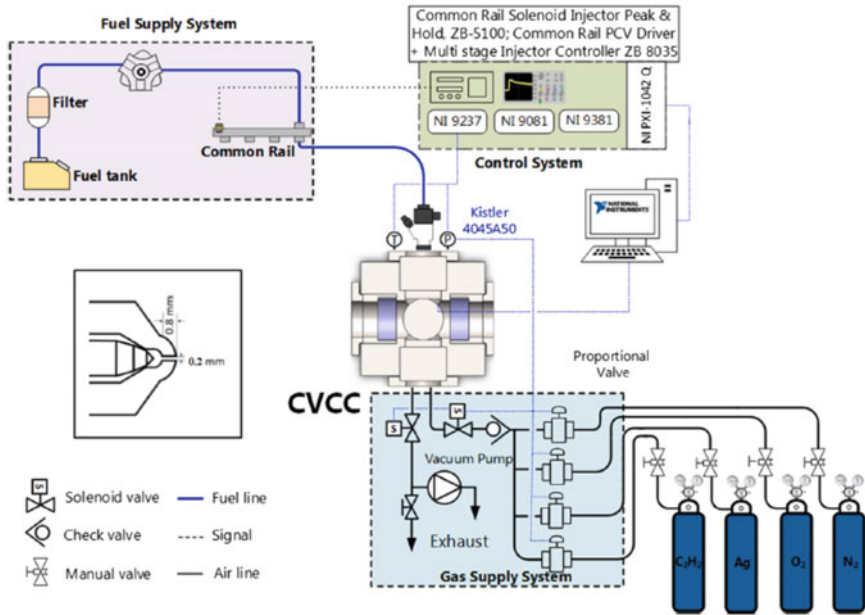 Fuel Supply System
Filter
Fuel tank
Common Rail
Common Rail Solenoid Injector Peak &
Hold, ZB-5100; Common Rail PCV Driver
+ Multi stage Injector Controller ZB 8035
NI 9237
NI 9081
NI 9381
NI PXI-1042 Q
Control System
Kistler
4045A50
T
P
NATIONAL
INSTRUMENTS
0.8 mm
0.2 mm
CVCC
Proportional
Valve
S
S
Vacuum Pump
Exhaust
Gas Supply System
C₂H₂
Ag
O₂
N₂
S
Solenoid valve
Fuel line
Check valve
Signal
Manual valve
Air line